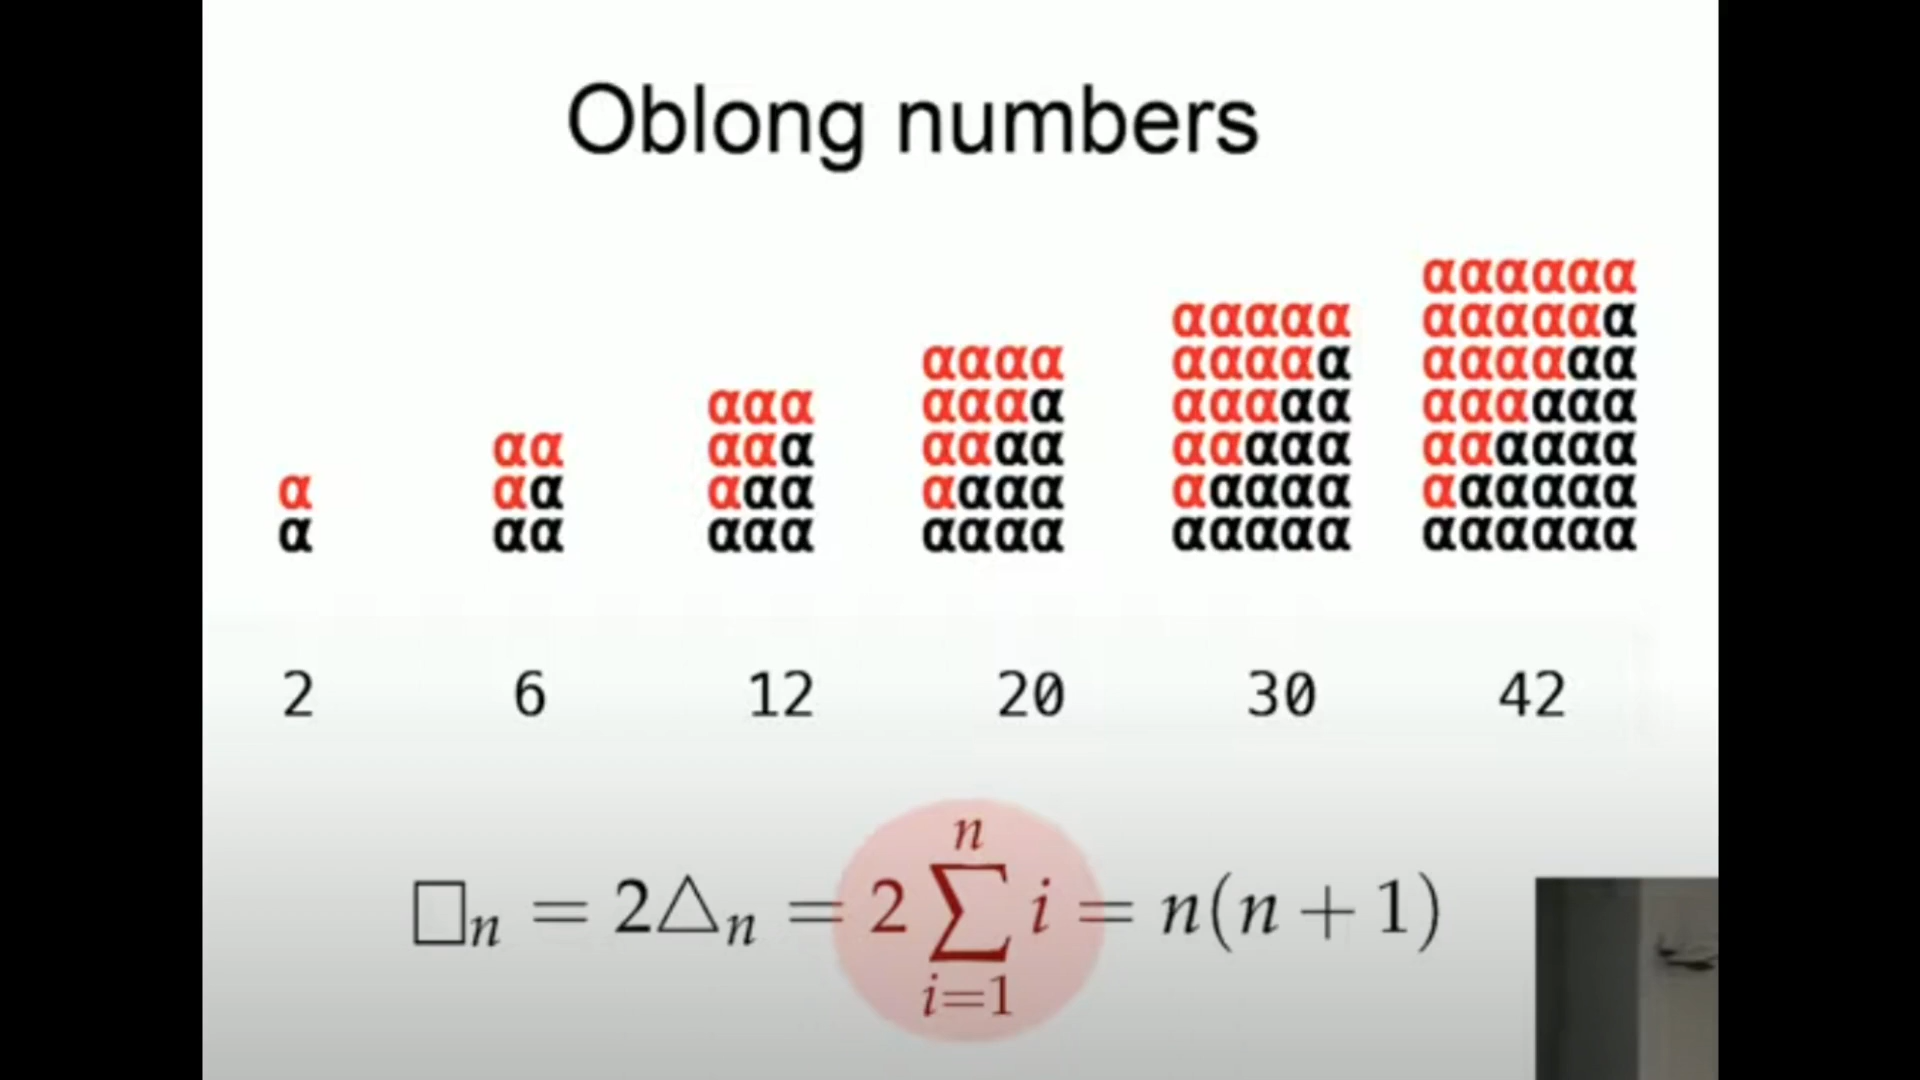 Oblong numbers
αααααα
ααααα αααααα
αααα ααααα αααααα
ααα αααα ααααα αααααα
αα ααα αααα ααααα αααααα
α αα ααα αααα ααααα αααααα
α αα ααα αααα ααααα αααααα
2 6 12 20 30 42
□n = 2△n = 2 ∑ i=1 n i = n(n + 1)